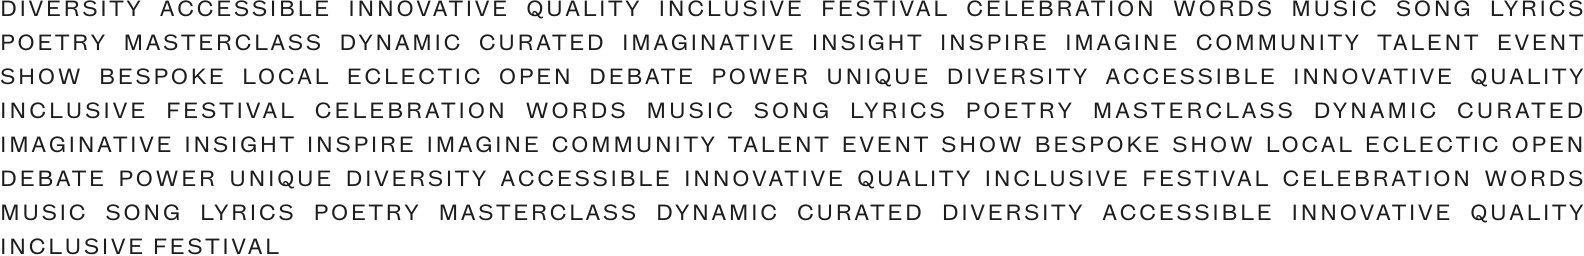 DIVERSITY ACCESSIBLE INNOVATIVE QUALITY INCLUSIVE FESTIVAL CELEBRATION WORDS MUSIC SONG LYRICS
POETRY MASTERCLASS DYNAMIC CURATED IMAGINATIVE INSIGHT INSPIRE IMAGINE COMMUNITY TALENT EVENT
SHOW BESPOKE LOCAL ECLECTIC OPEN DEBATE POWER UNIQUE DIVERSITY ACCESSIBLE INNOVATIVE QUALITY
INCLUSIVE FESTIVAL CELEBRATION WORDS MUSIC SONG LYRICS POETRY MASTERCLASS DYNAMIC CURATED
IMAGINATIVE INSIGHT INSPIRE IMAGINE COMMUNITY TALENT EVENT SHOW BESPOKE SHOW LOCAL ECLECTIC OPEN
DEBATE POWER UNIQUE DIVERSITY ACCESSIBLE INNOVATIVE QUALITY INCLUSIVE FESTIVAL CELEBRATION WORDS
MUSIC SONG LYRICS POETRY MASTERCLASS DYNAMIC CURATED DIVERSITY ACCESSIBLE INNOVATIVE QUALITY
INCLUSIVE FESTIVAL